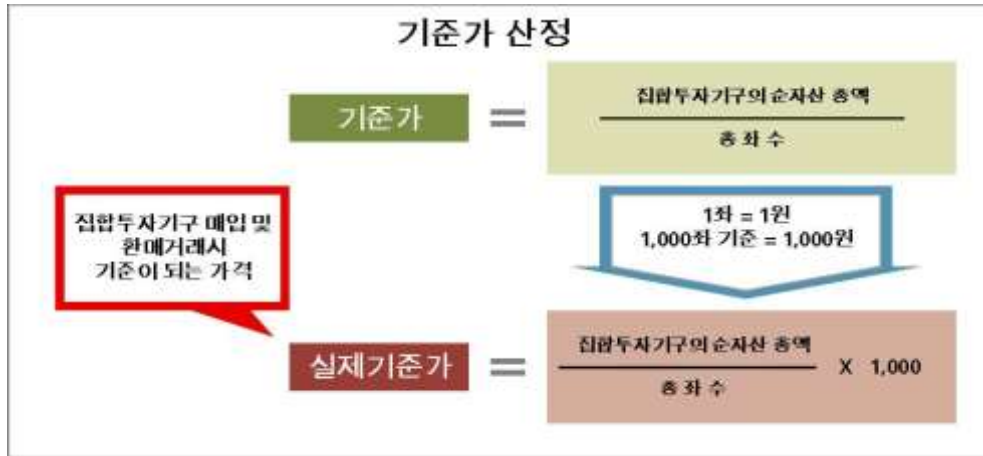 기준가 산정
기준가 =
집합투자기구의 순자산 총액
총 좌 수
집합투자기구 매입 및
환매거래시
기준이 되는 가격
1좌 = 1원
1,000좌 기준 = 1,000원
실제기준가 =
집합투자기구의 순자산 총액
총 좌 수
X 1,000